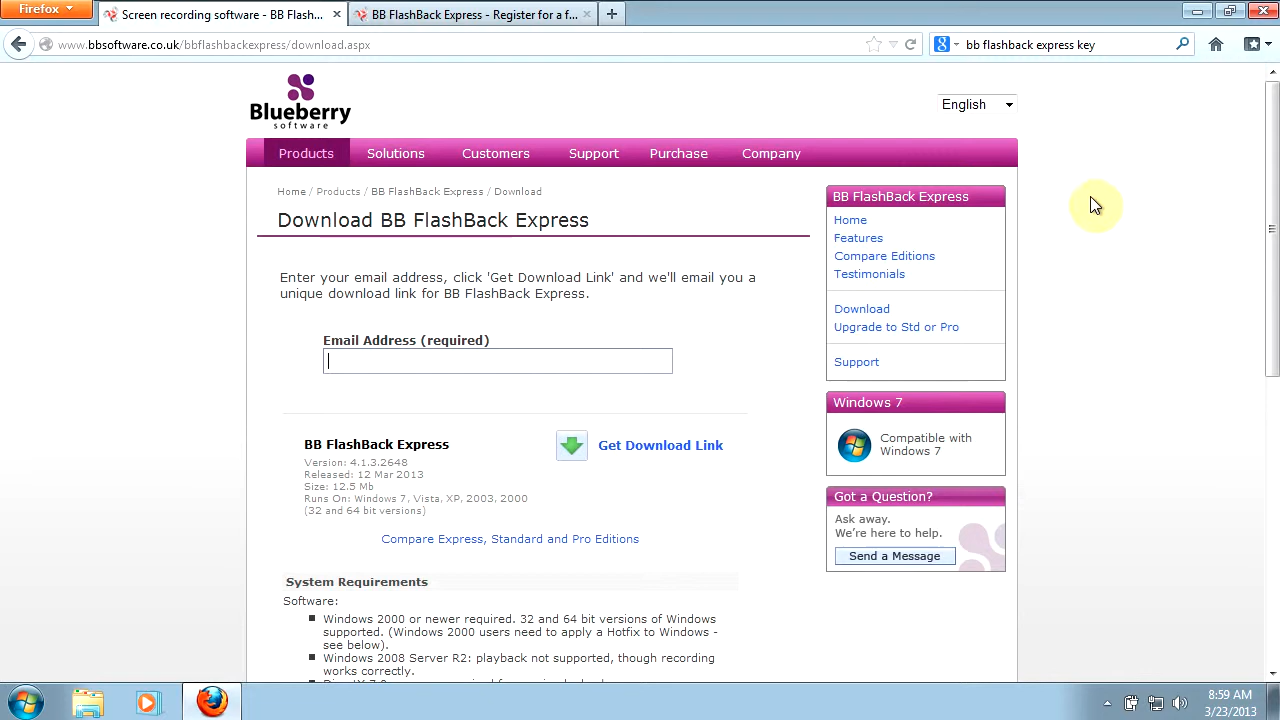 Firefox
Screen recording software - BB Flash...
BB FlashBack Express - Register for a f...
www.bbsoftware.co.uk/bbflashbackexpress/download.aspx
bb flashback express key
Blueberry
software
English
Products
Solutions
Customers
Support
Purchase
Company
Home / Products / BB FlashBack Express / Download
Download BB FlashBack Express
Enter your email address, click 'Get Download Link' and we'll email you a
unique download link for BB FlashBack Express.
Email Address (required)
BB FlashBack Express
Version: 4.1.3.2648
Released: 12 Mar 2013
Size: 12.5 Mb
Runs On: Windows 7, Vista, XP, 2003, 2000
(32 and 64 bit versions)
Get Download Link
Compare Express, Standard and Pro Editions
System Requirements
Software:
Windows 2000 or newer required. 32 and 64 bit versions of Windows
supported. (Windows 2000 users need to apply a Hotfix to Windows -
see below).
Windows 2008 Server R2: playback not supported, though recording
works correctly.
BB FlashBack Express
Home
Features
Compare Editions
Testimonials
Download
Upgrade to Std or Pro
Support
Windows 7
Compatible with
Windows 7
Got a Question?
Ask away.
We're here to help.
Send a Message
8:59 AM
3/23/2013